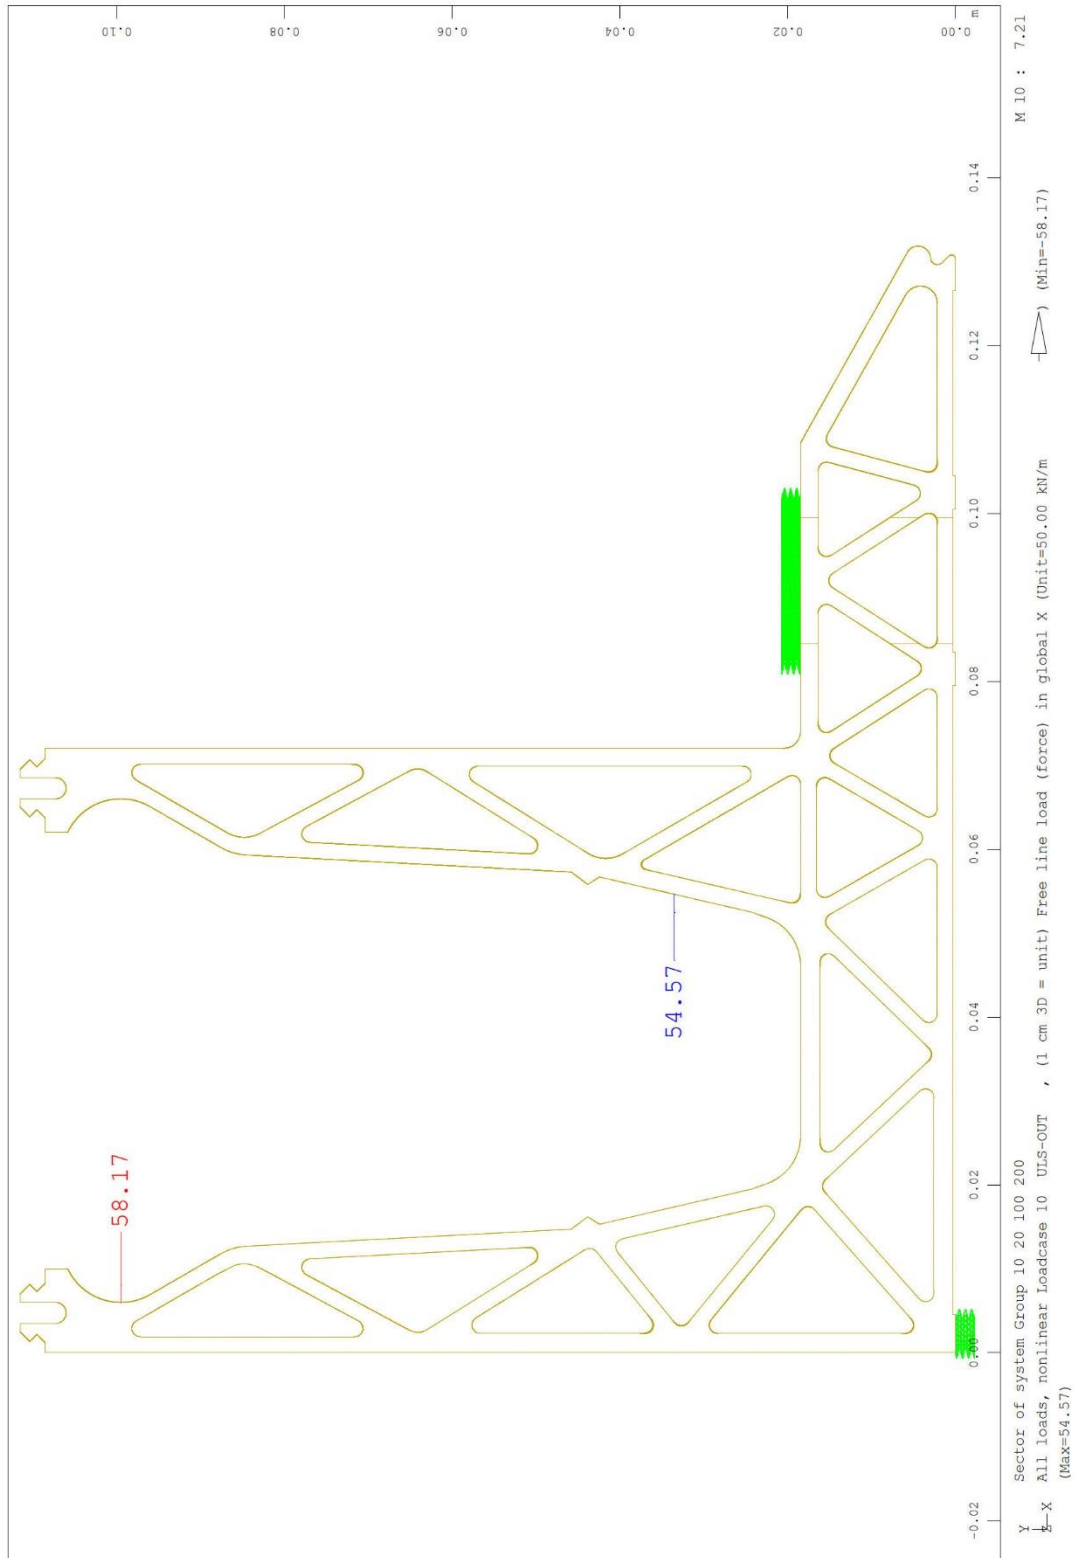 0.10
0.08
0.06
0.04
0.02
0.00
m
58.17
54.57
-0.02
0.00
0.02
0.04
0.06
0.08
0.10
0.12
0.14
M 10 : 7.21
Y
Z X
Sector of system Group 10 20 100 200
All loads, nonlinear Loadcase 10 ULS-OUT , (1 cm 3D = unit) Free line load (force) in global X (Unit=50.00 kN/m ) (Min=-58.17)
(Max=54.57)